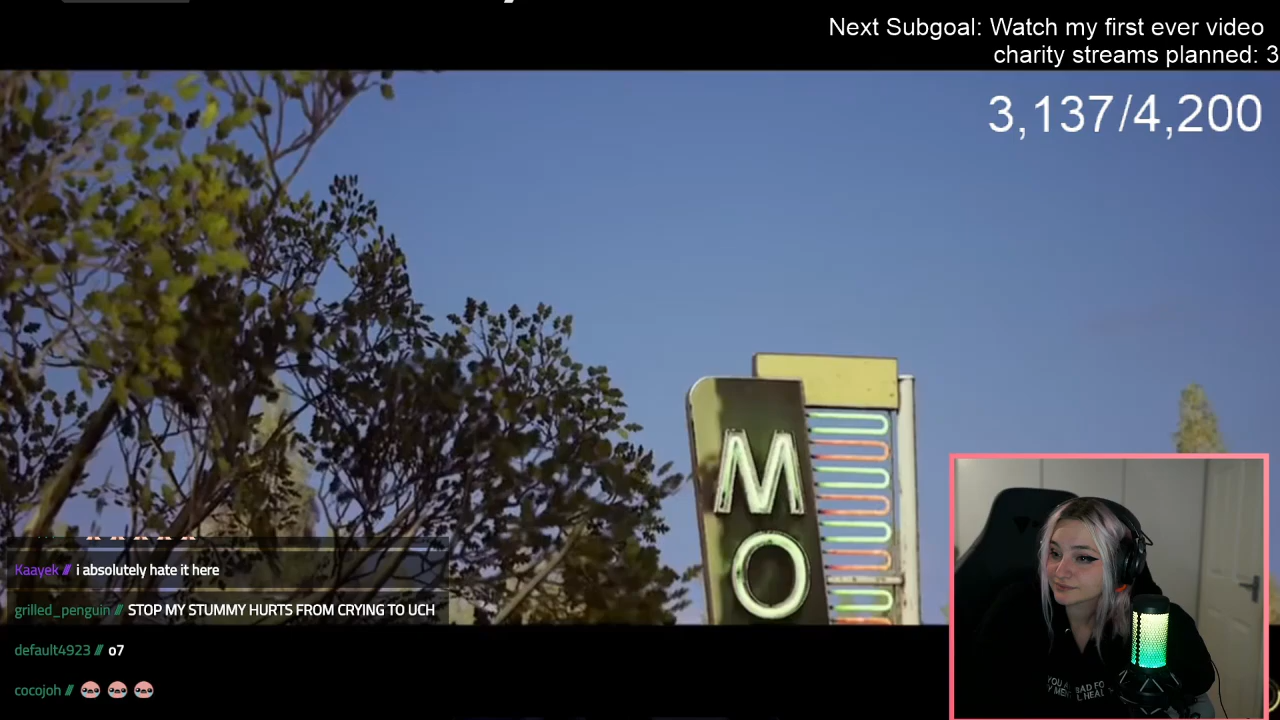 Next Subgoal: Watch my first ever video
charity streams planned: 3
3,137/4,200
MO
Kaayek // i absolutely hate it here
grilled_penguin // STOP MY STUMMY HURTS FROM CRYING TO UCH
default4923 // o7
cocojoh //